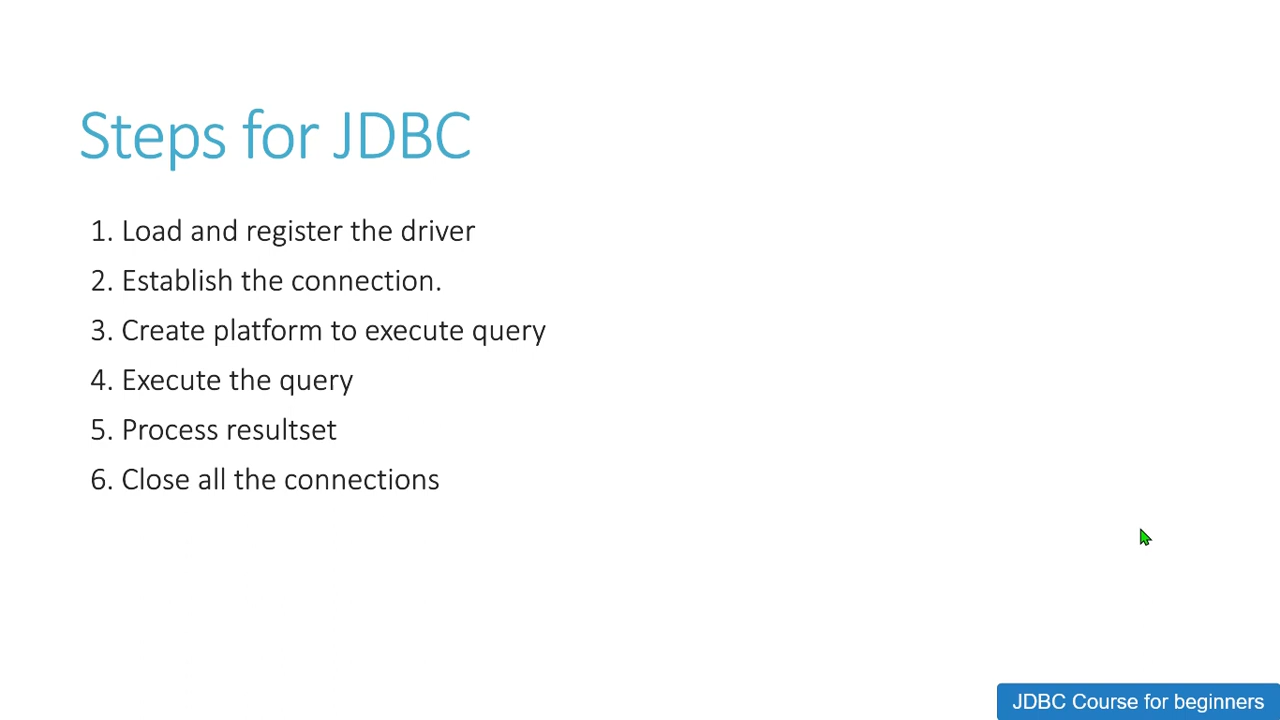 Steps for JDBC
1. Load and register the driver
2. Establish the connection.
3. Create platform to execute query
4. Execute the query
5. Process resultset
6. Close all the connections
JDBC Course for beginners